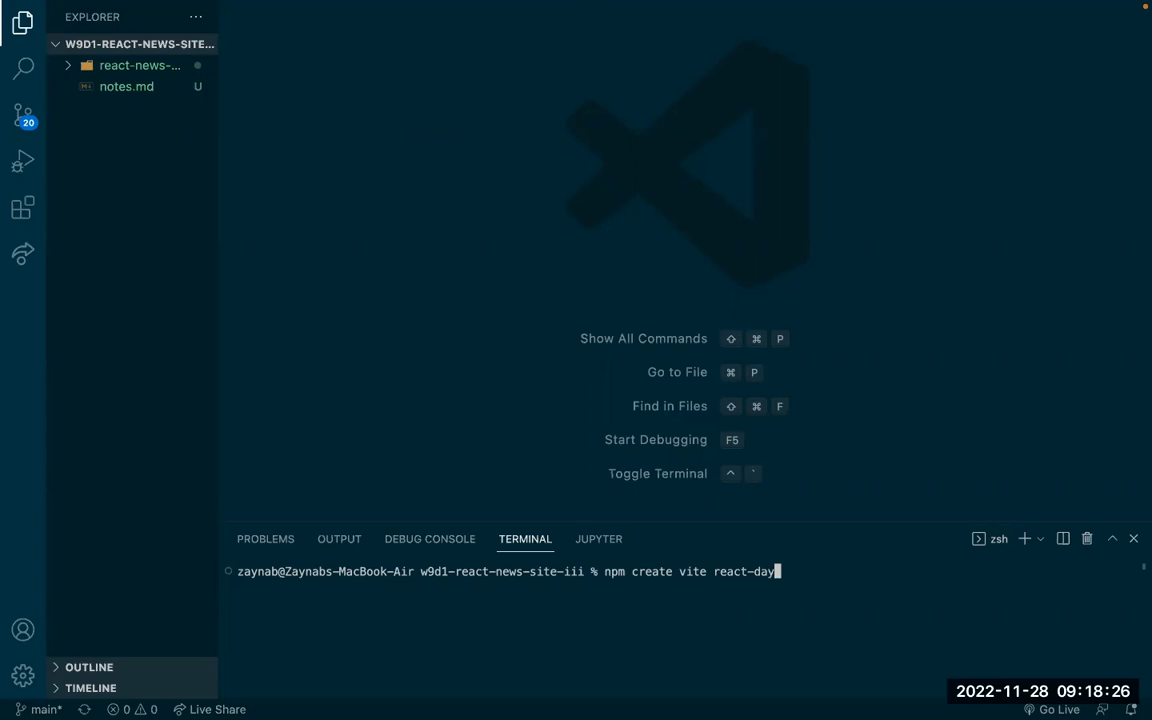 EXPLORER
W9D1-REACT-NEWS-SITE...
react-news-...
notes.md U
20
Show All Commands ⇧ ⌘ P
Go to File ⌘ P
Find in Files ⇧ ⌘ F
Start Debugging F5
Toggle Terminal ^ `
PROBLEMS OUTPUT DEBUG CONSOLE TERMINAL JUPYTER zsh
zaynab@Zaynabs-MacBook-Air w9d1-react-news-site-iii % npm create vite react-day
OUTLINE
TIMELINE
2022-11-28 09:18:26
main* 0 0 Live Share Go Live